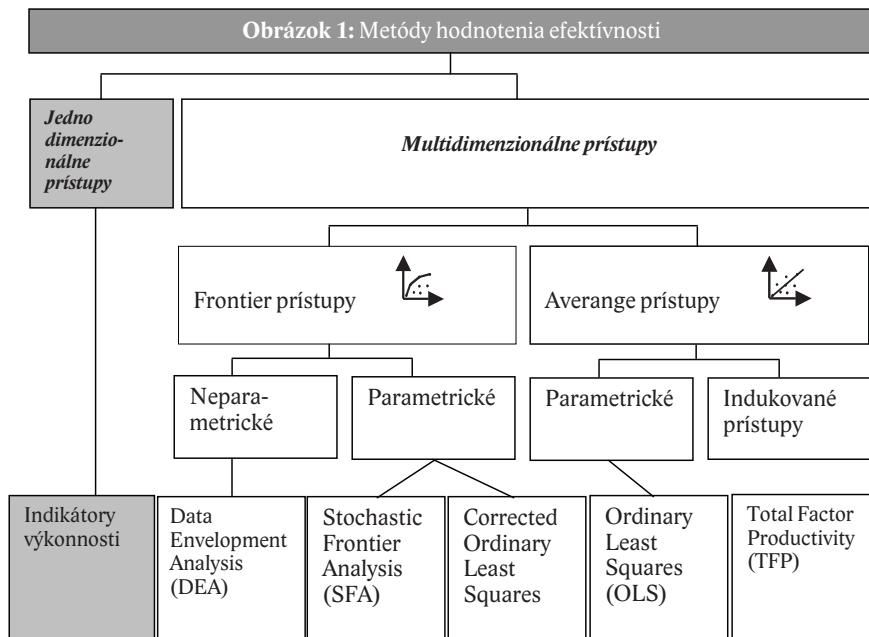 Obrázok 1: Metódy hodnotenia efektívnosti
Jedno
dimenzio-
nálne
prístupy
Multidimenzionálne prístupy
Frontier prístupy
Averange prístupy
Nepara-
metrické
Parametrické
Parametrické
Indukované
prístupy
Indikátory
výkonnosti
Data
Envelopment
Analysis
(DEA)
Stochastic
Frontier
Analysis
(SFA)
Corrected
Ordinary
Least
Squares
Ordinary
Least
Squares
(OLS)
Total Factor
Productivity
(TFP)